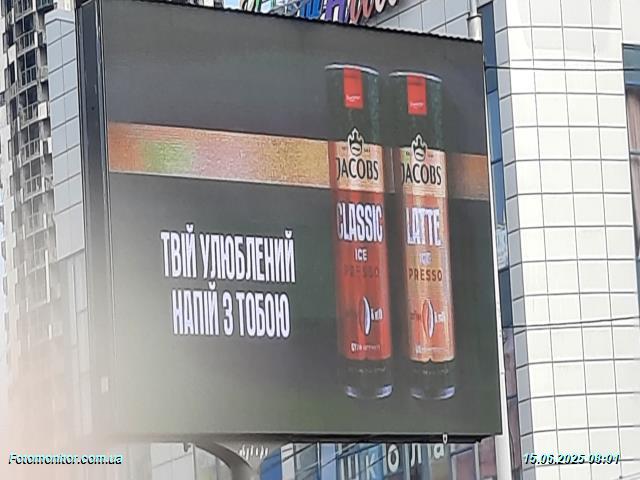 JACOBS
CLASSIC
ICE
PRESSO
JACOBS
LATTE
ICE
PRESSO
ТВІЙ УЛЮБЛЕНИЙ
НАПІЙ З ТОБОЮ
Fotomonitor.com.ua
15.06.2025 08:01